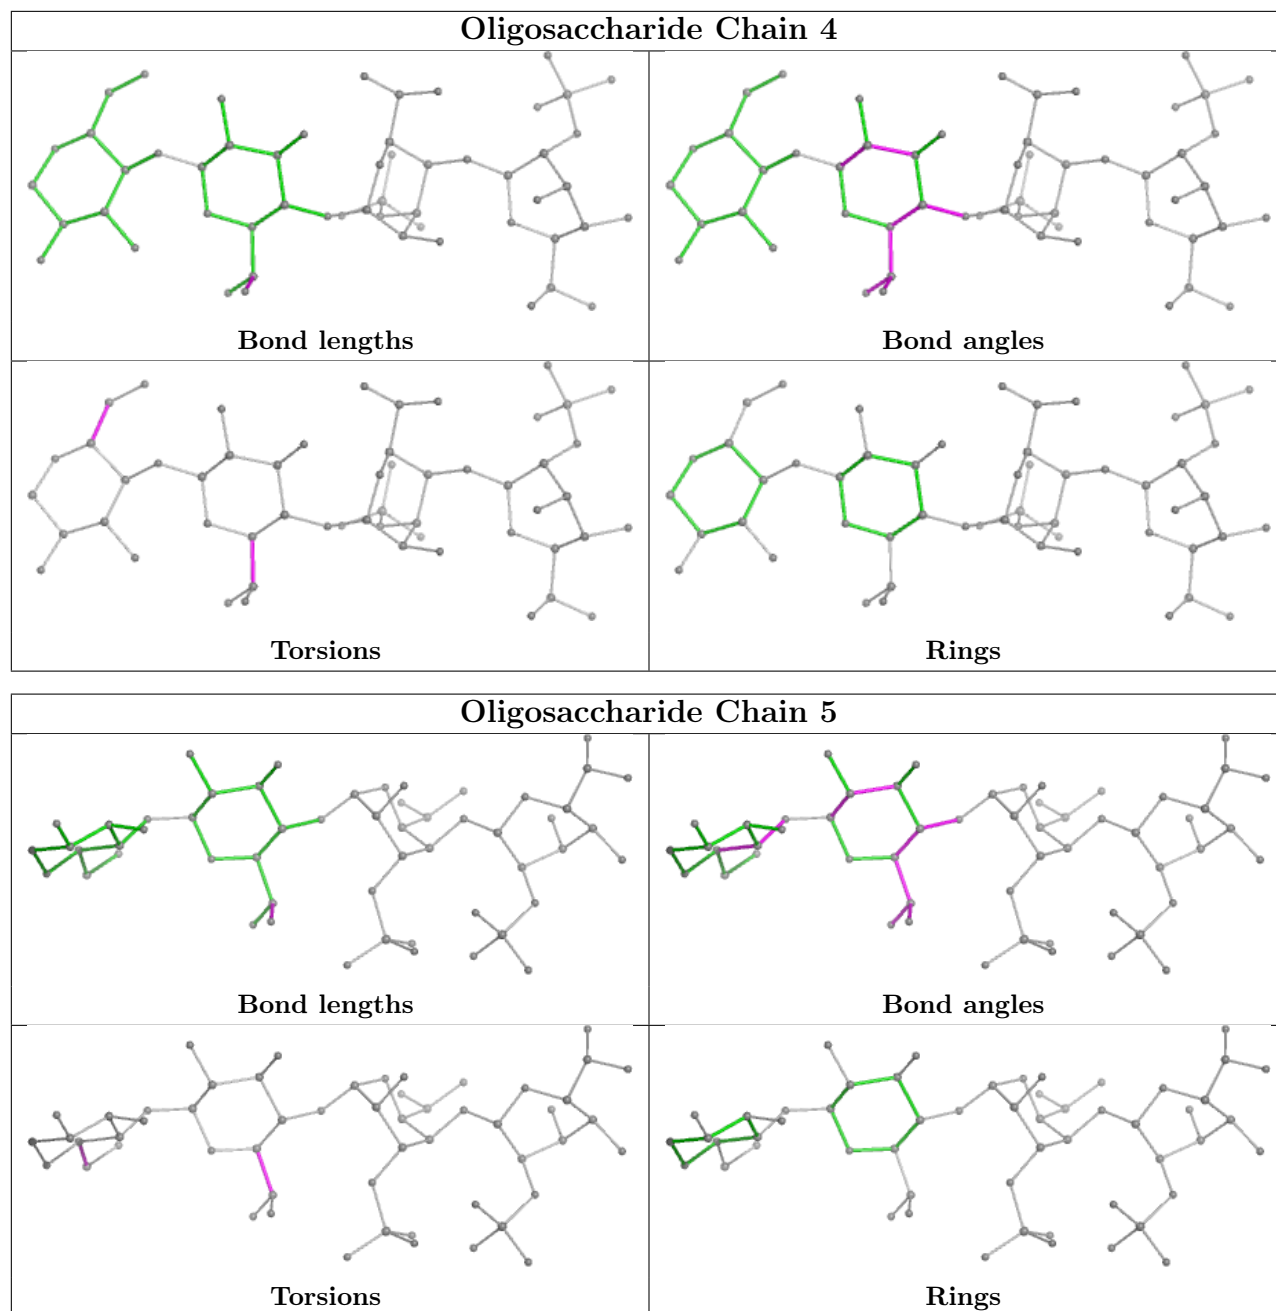 Oligosaccharide Chain 4
Bond lengths
Bond angles
Torsions
Rings
Oligosaccharide Chain 5
Bond lengths
Bond angles
Torsions
Rings